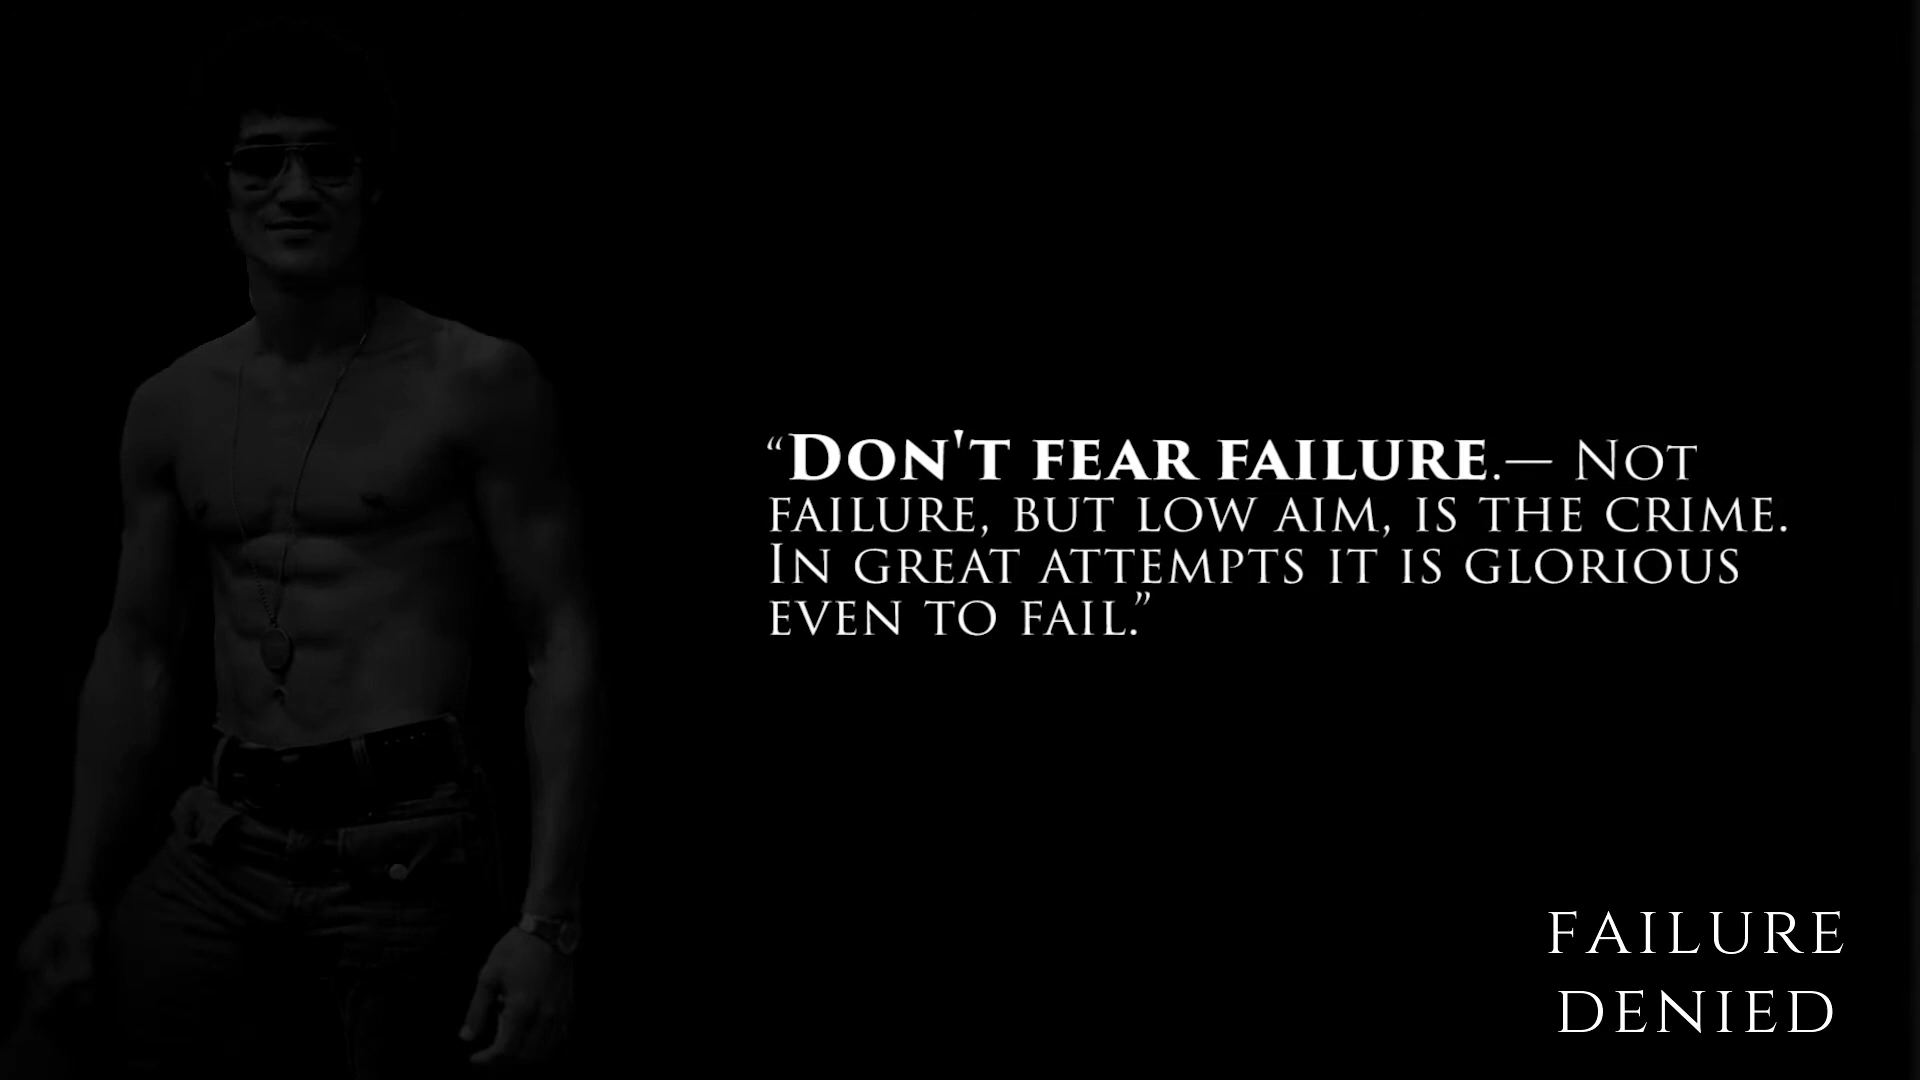 “Don't fear failure.— Not
failure, but low aim, is the crime.
In great attempts it is glorious
even to fail.”
FAILURE
DENIED